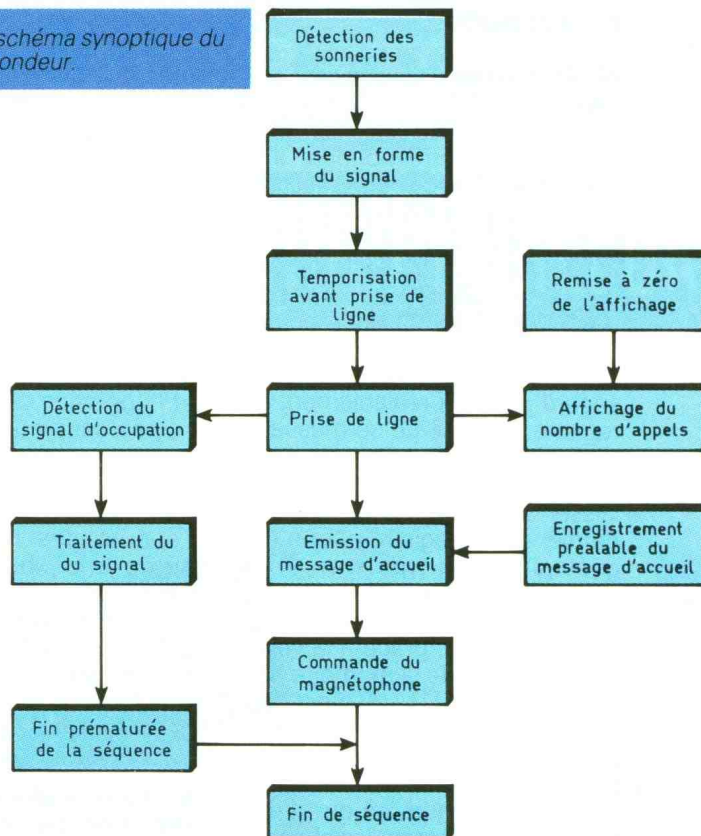 schéma synoptique du
ondeur.
Détection des
sonneries
Mise en forme
du signal
Temporisation
avant prise de
ligne
Remise à zéro
de l'affichage
Détection du
signal d'occupation
Prise de ligne
Affichage du
nombre d'appels
Traitement du
du signal
Emission du
message d'accueil
Enregistrement
préalable du
message d'accueil
Commande du
magnétophone
Fin prématurée
de la séquence
Fin de séquence